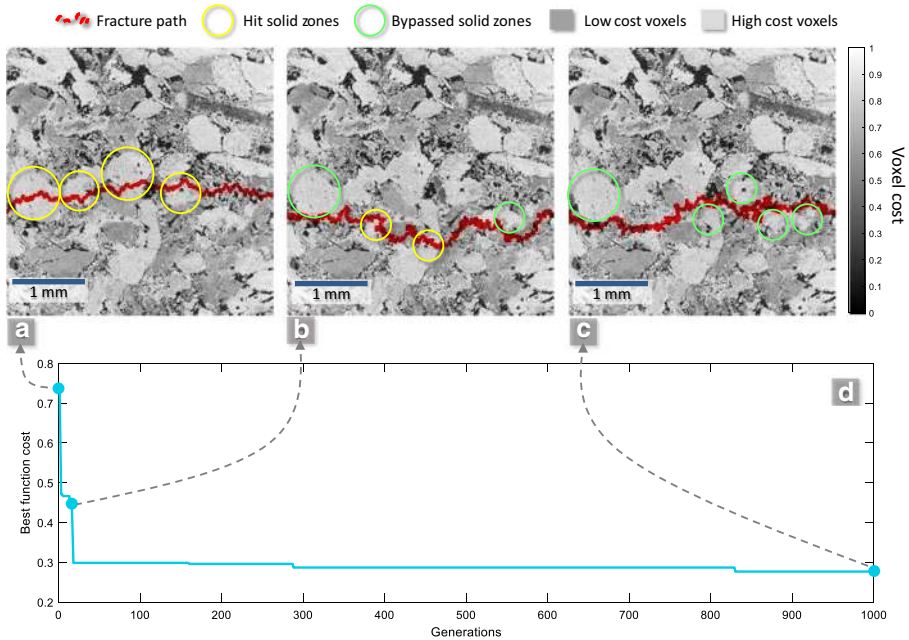 Fracture path Hit solid zones Bypassed solid zones Low cost voxels High cost voxels
1 mm 1 mm 1 mm
1
0.9
0.8
0.7
0.6
0.5
0.4
0.3
0.2
0.1
0
Voxel cost
a b c
d
0.8
0.7
0.6
0.5
0.4
0.3
0.2
Best function cost
0 100 200 300 400 500 600 700 800 900 1000
Generations